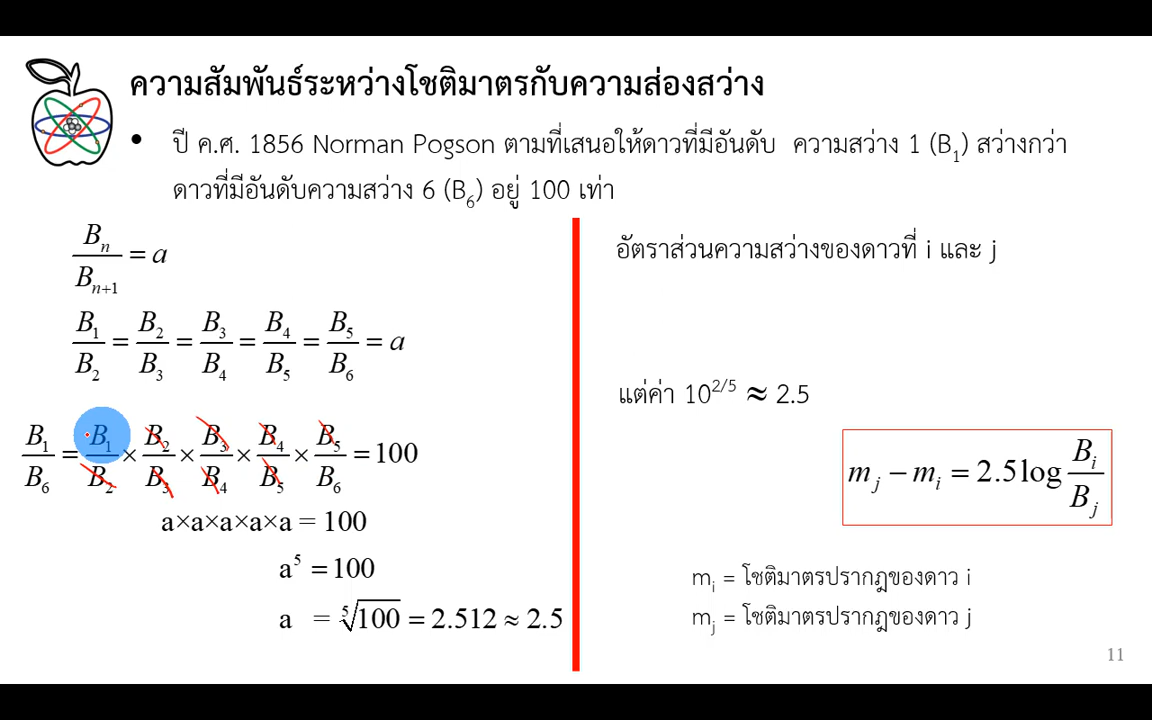 ความสัมพันธ์ระหว่างโชติมาตรกับความส่องสว่าง
• ปี ค.ศ. 1856 Norman Pogson ตามที่เสนอให้ดาวที่มีอันดับ ความสว่าง 1 (B₁) สว่างกว่า
ดาวที่มีอันดับความสว่าง 6 (B₆) อยู่ 100 เท่า
Bₙ/Bₙ₊₁ = a
B₁/B₂ = B₂/B₃ = B₃/B₄ = B₄/B₅ = B₅/B₆ = a
B₁/B₆ = B₁/B₂ × B₂/B₃ × B₃/B₄ × B₄/B₅ × B₅/B₆ = 100
a×a×a×a×a = 100
a⁵ = 100
a = ⁵√100 = 2.512 ≈ 2.5
อัตราส่วนความสว่างของดาวที่ i และ j
แต่ค่า 10^(2/5) ≈ 2.5
mⱼ − mᵢ = 2.5log Bᵢ/Bⱼ
mᵢ = โชติมาตรปรากฏของดาว i
mⱼ = โชติมาตรปรากฏของดาว j
11